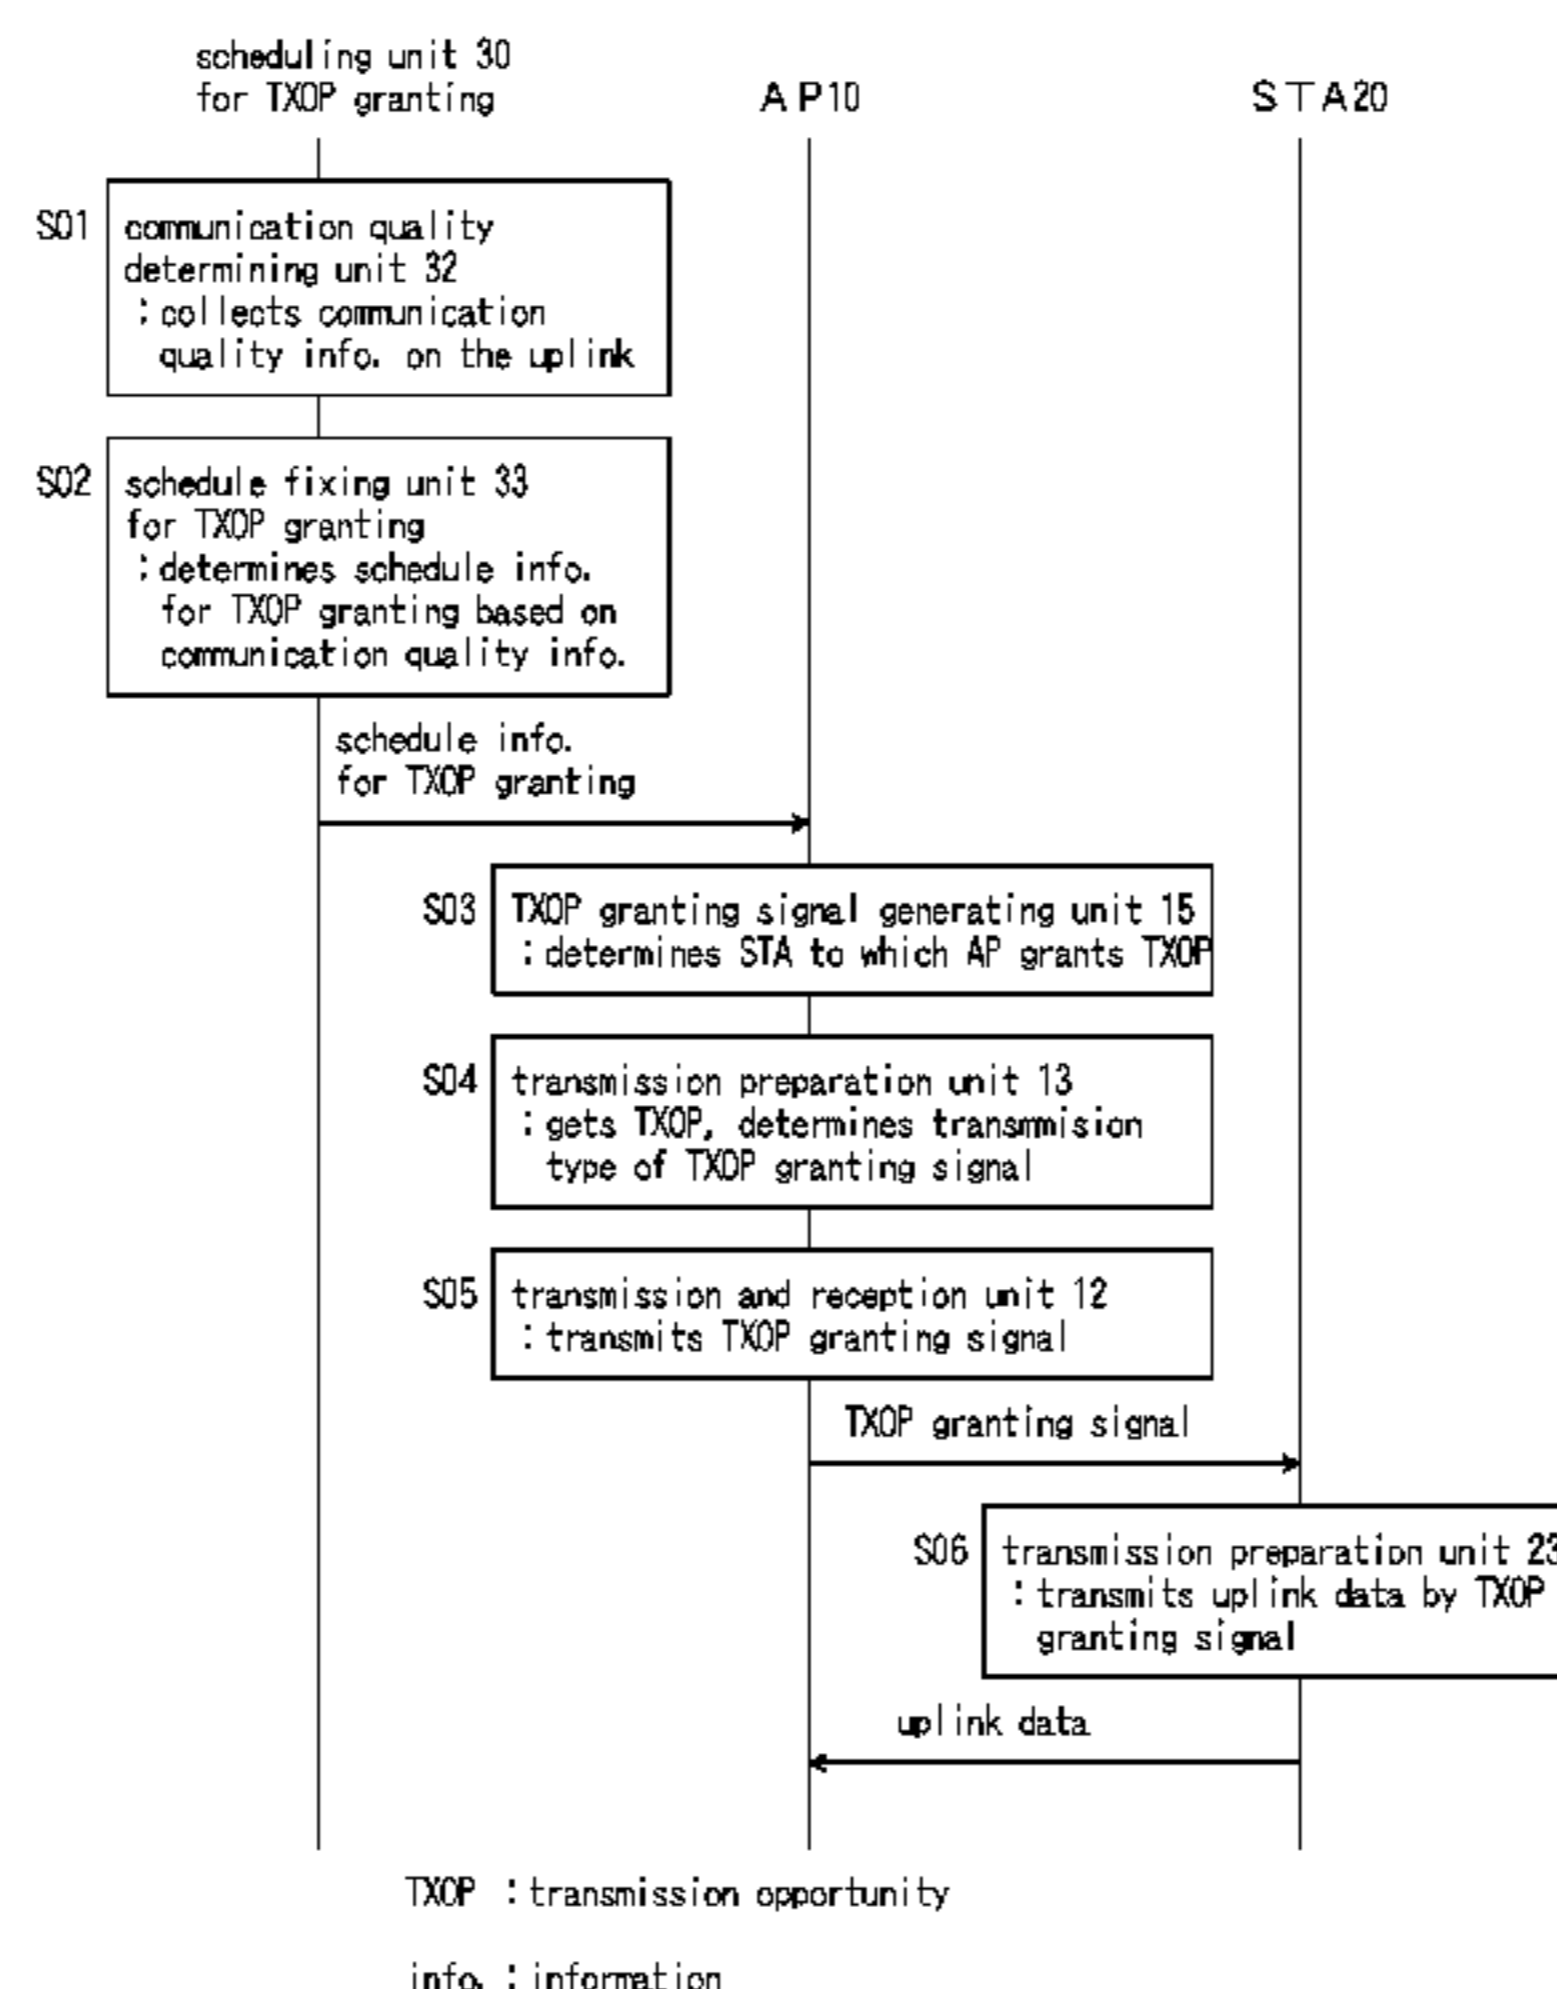 scheduling unit 30
for TXOP granting
AP10
STA20
S01
communication quality
determining unit 32
:collects communication
quality info. on the uplink
S02
schedule fixing unit 33
for TXOP granting
:determines schedule info.
for TXOP granting based on
communication quality info.
schedule info.
for TXOP granting
S03
TXOP granting signal generating unit 15
:determines STA to which AP grants TXOP
S04
transmission preparation unit 13
:gets TXOP, determines transmmision
type of TXOP granting signal
S05
transmission and reception unit 12
:transmits TXOP granting signal
TXOP granting signal
S06
transmission preparation unit 23
:transmits uplink data by TXOP
granting signal
uplink data
TXOP :transmission opportunity
info. :information